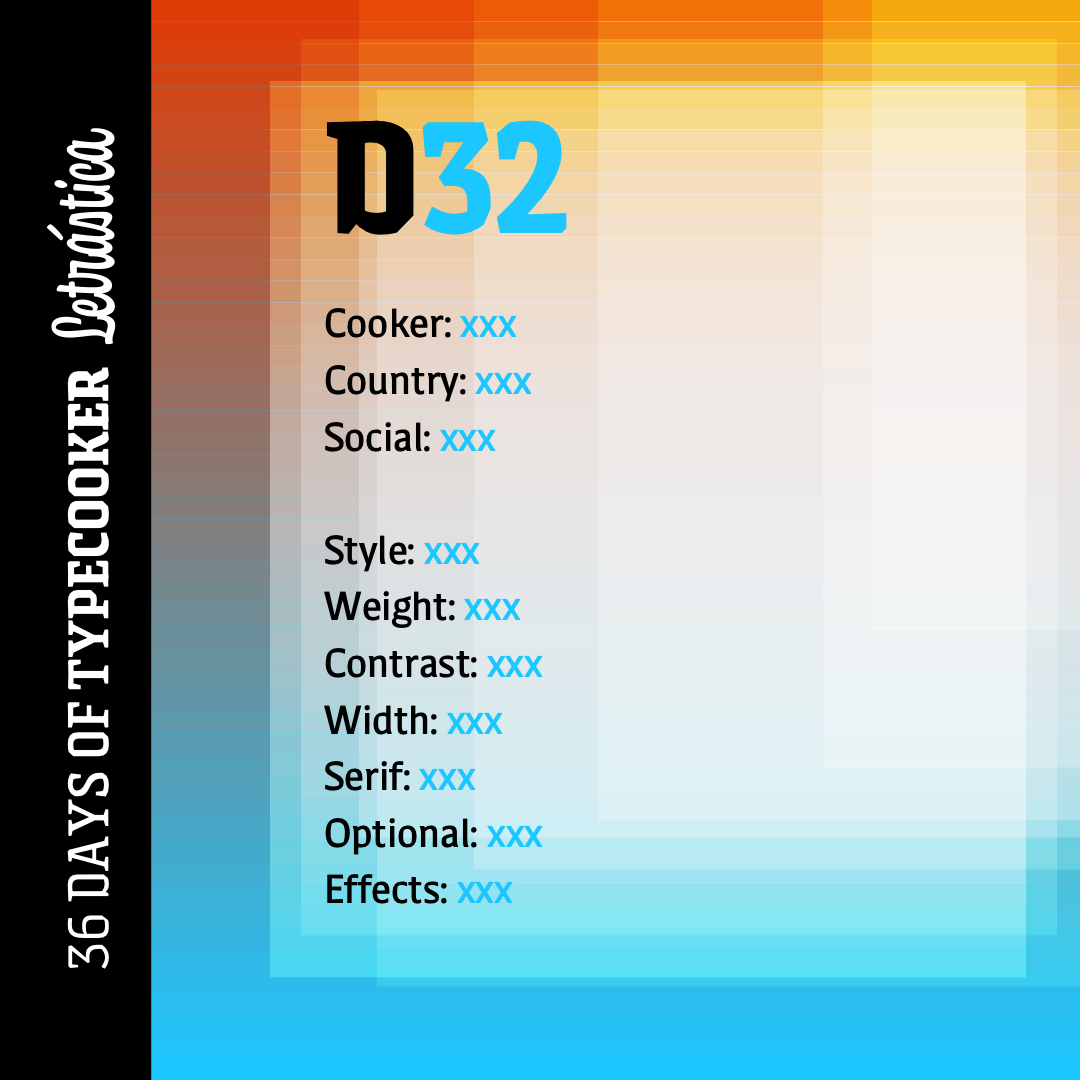 36 DAYS OF TYPECOOKER Letrástica
D32
Cooker: xxx
Country: xxx
Social: xxx
Style: xxx
Weight: xxx
Contrast: xxx
Width: xxx
Serif: xxx
Optional: xxx
Effects: xxx